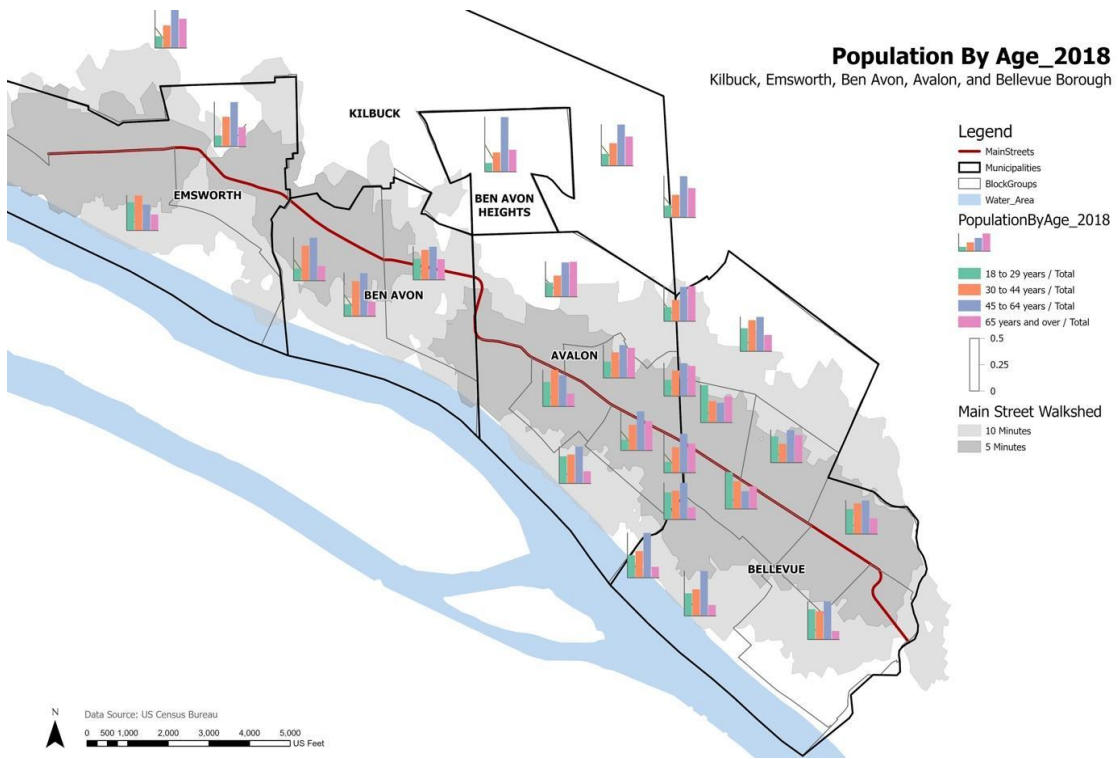 Population By Age_2018
Kilbuck, Emsworth, Ben Avon, Avalon, and Bellevue Borough
KILBUCK
EMSWORTH
BEN AVON
HEIGHTS
BEN AVON
AVALON
BELLEVUE
Legend
MainStreets
Municipalities
BlockGroups
Water_Area
PopulationByAge_2018
18 to 29 years / Total
30 to 44 years / Total
45 to 64 years / Total
65 years and over / Total
0.5
0.25
0
Main Street Walkshed
10 Minutes
5 Minutes
N
Data Source: US Census Bureau
0 500 1,000 2,000 3,000 4,000 5,000
US Feet